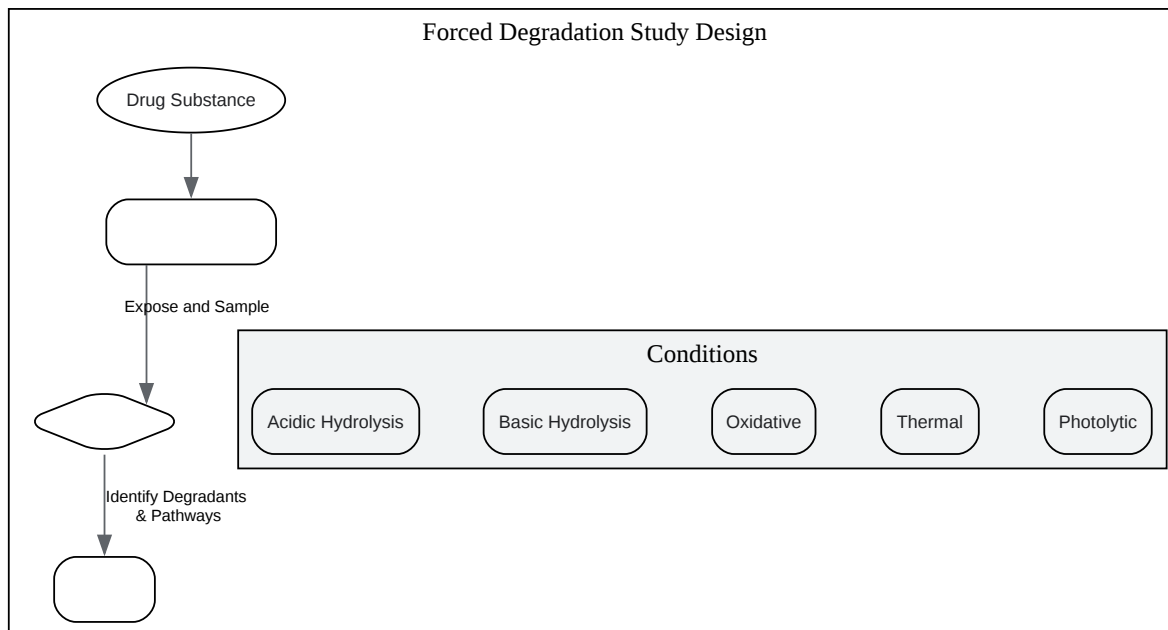 Forced Degradation Study Design
Drug Substance
Expose and Sample
Conditions
Acidic Hydrolysis
Basic Hydrolysis
Oxidative
Thermal
Photolytic
Identify Degradants
& Pathways